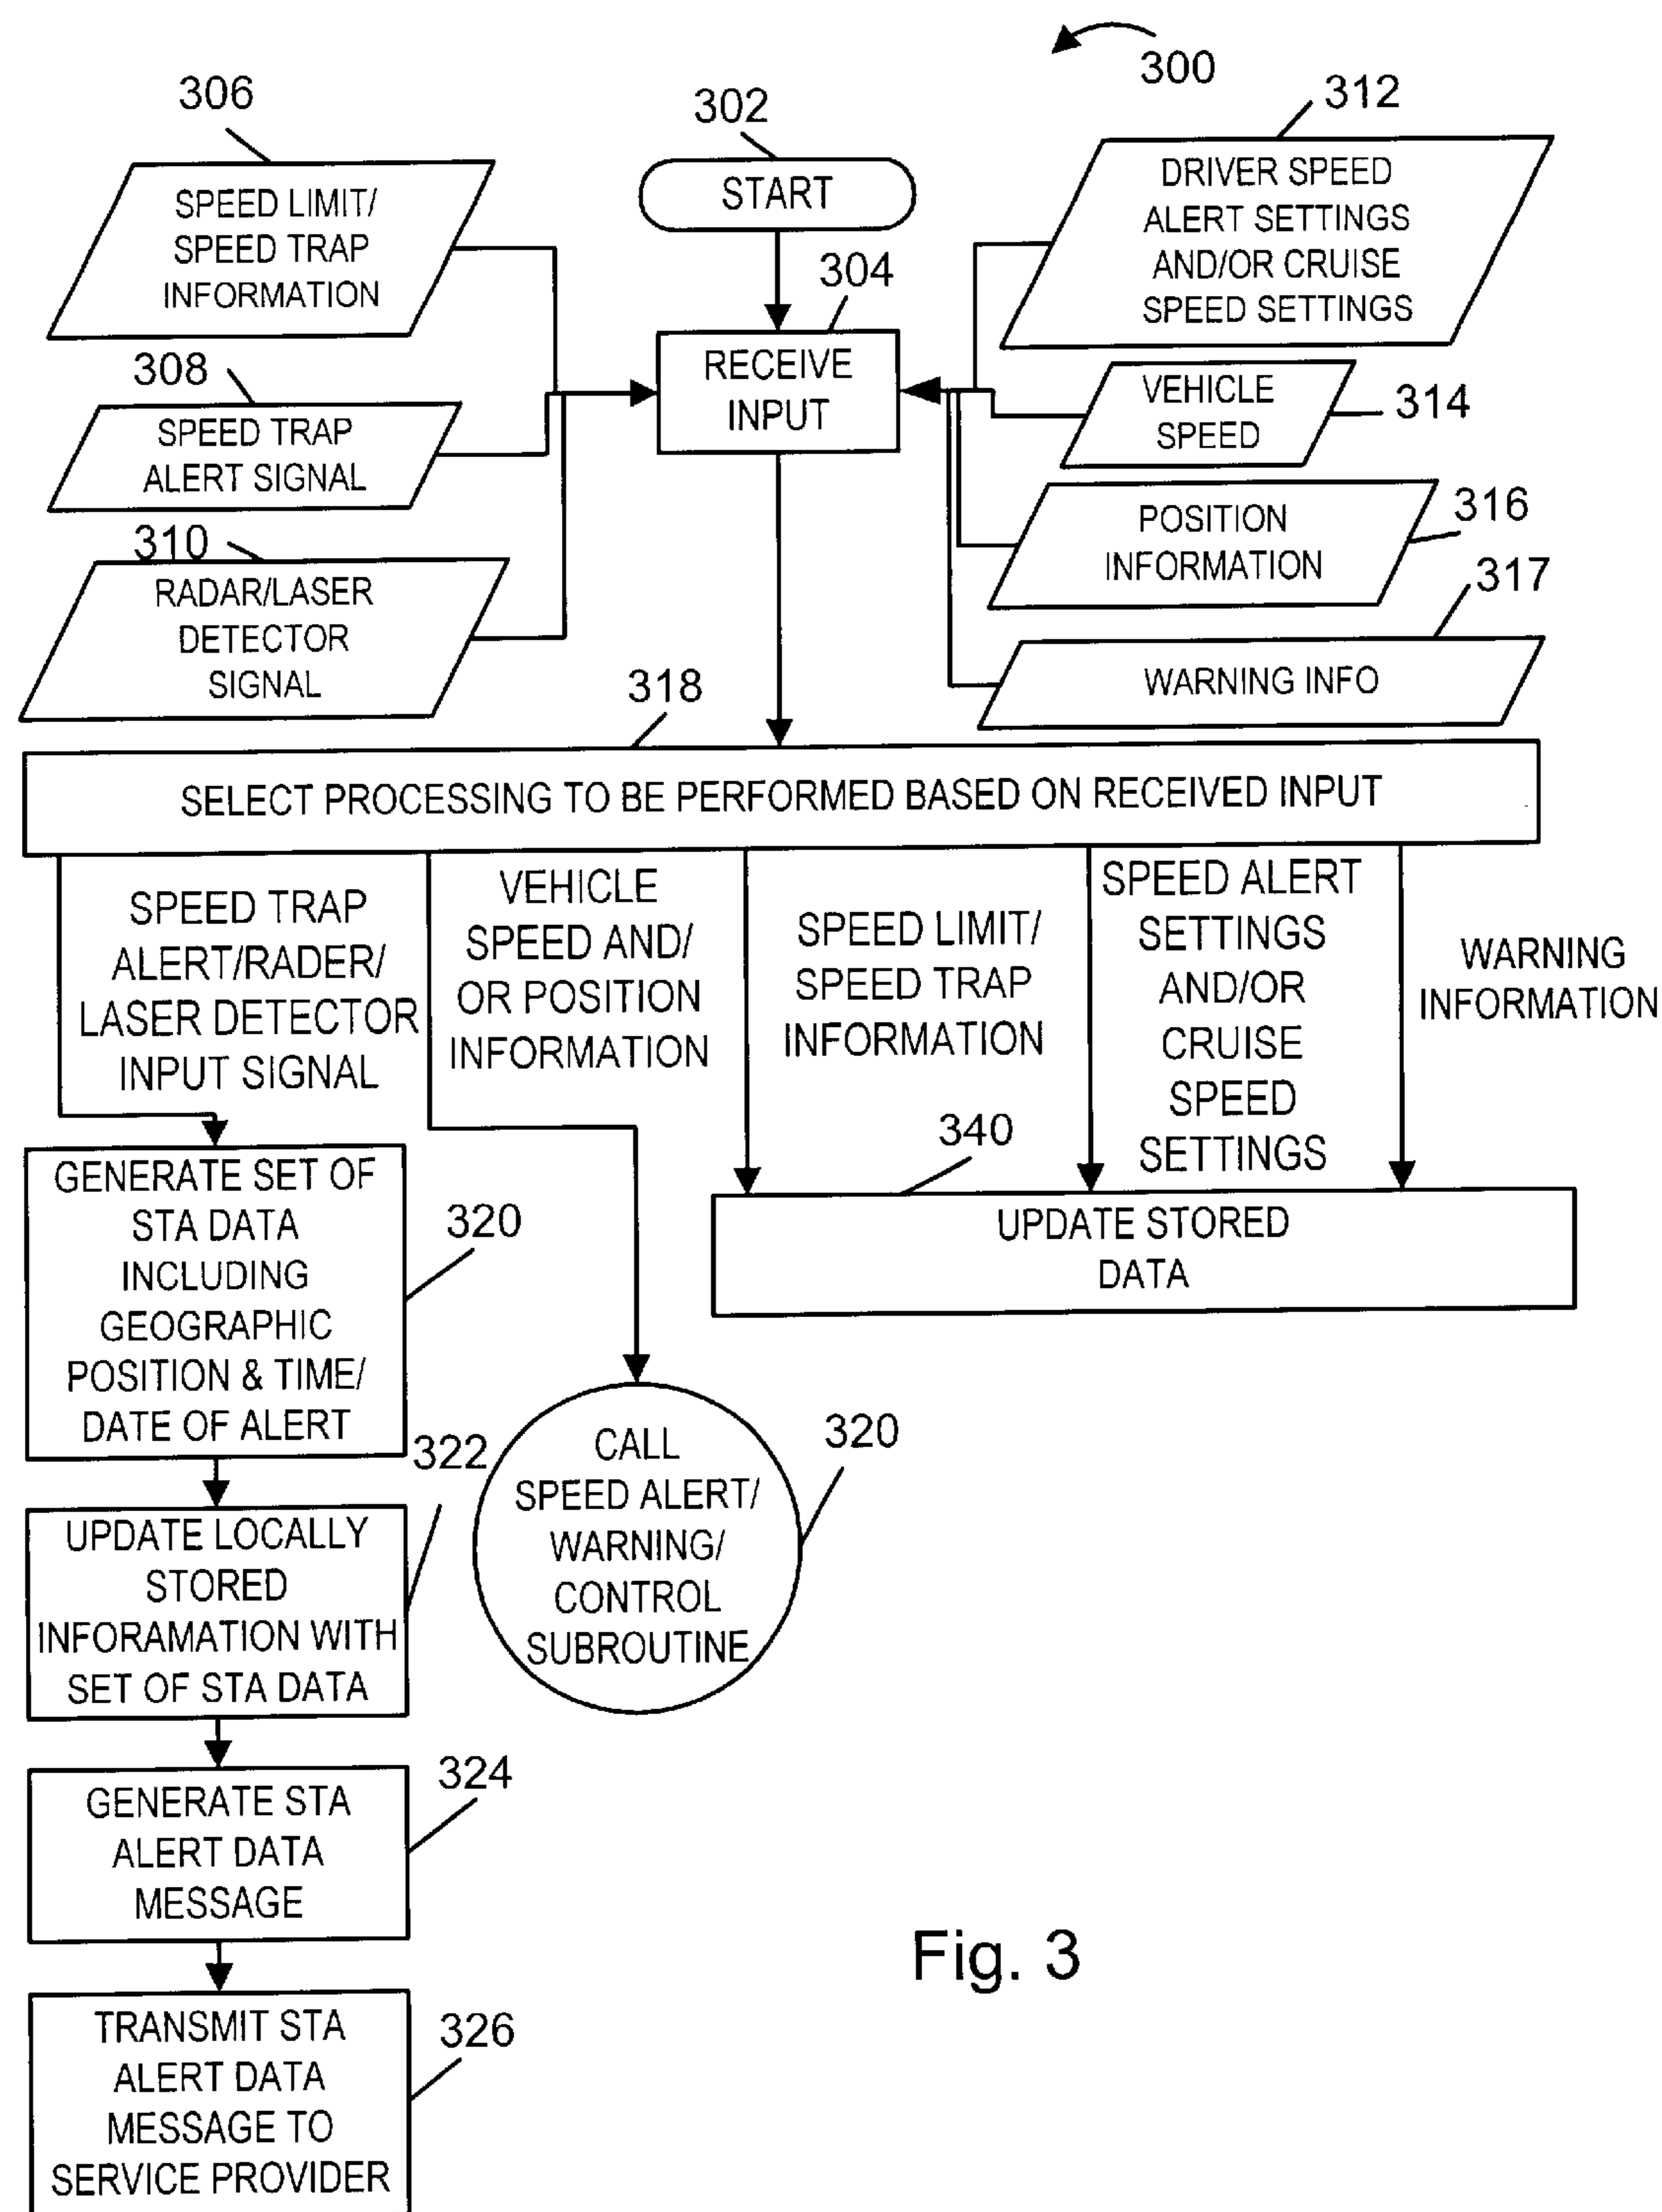 300
306
302
312
START
SPEED LIMIT/
SPEED TRAP
INFORMATION
DRIVER SPEED
ALERT SETTINGS
AND/OR CRUISE
SPEED SETTINGS
304
RECEIVE
INPUT
308
SPEED TRAP
ALERT SIGNAL
VEHICLE
SPEED
314
310
RADAR/LASER
DETECTOR
SIGNAL
POSITION
INFORMATION
316
317
WARNING INFO
318
SELECT PROCESSING TO BE PERFORMED BASED ON RECEIVED INPUT
SPEED TRAP
ALERT/RADER/
LASER DETECTOR
INPUT SIGNAL
VEHICLE
SPEED AND/
OR POSITION
INFORMATION
SPEED LIMIT/
SPEED TRAP
INFORMATION
SPEED ALERT
SETTINGS
AND/OR
CRUISE
SPEED
SETTINGS
WARNING
INFORMATION
340
UPDATE STORED
DATA
GENERATE SET OF
STA DATA
INCLUDING
GEOGRAPHIC
POSITION & TIME/
DATE OF ALERT
320
322
UPDATE LOCALLY
STORED
INFORAMATION WITH
SET OF STA DATA
CALL
SPEED ALERT/
WARNING/
CONTROL
SUBROUTINE
320
GENERATE STA
ALERT DATA
MESSAGE
324
TRANSMIT STA
ALERT DATA
MESSAGE TO
SERVICE PROVIDER
326
Fig. 3